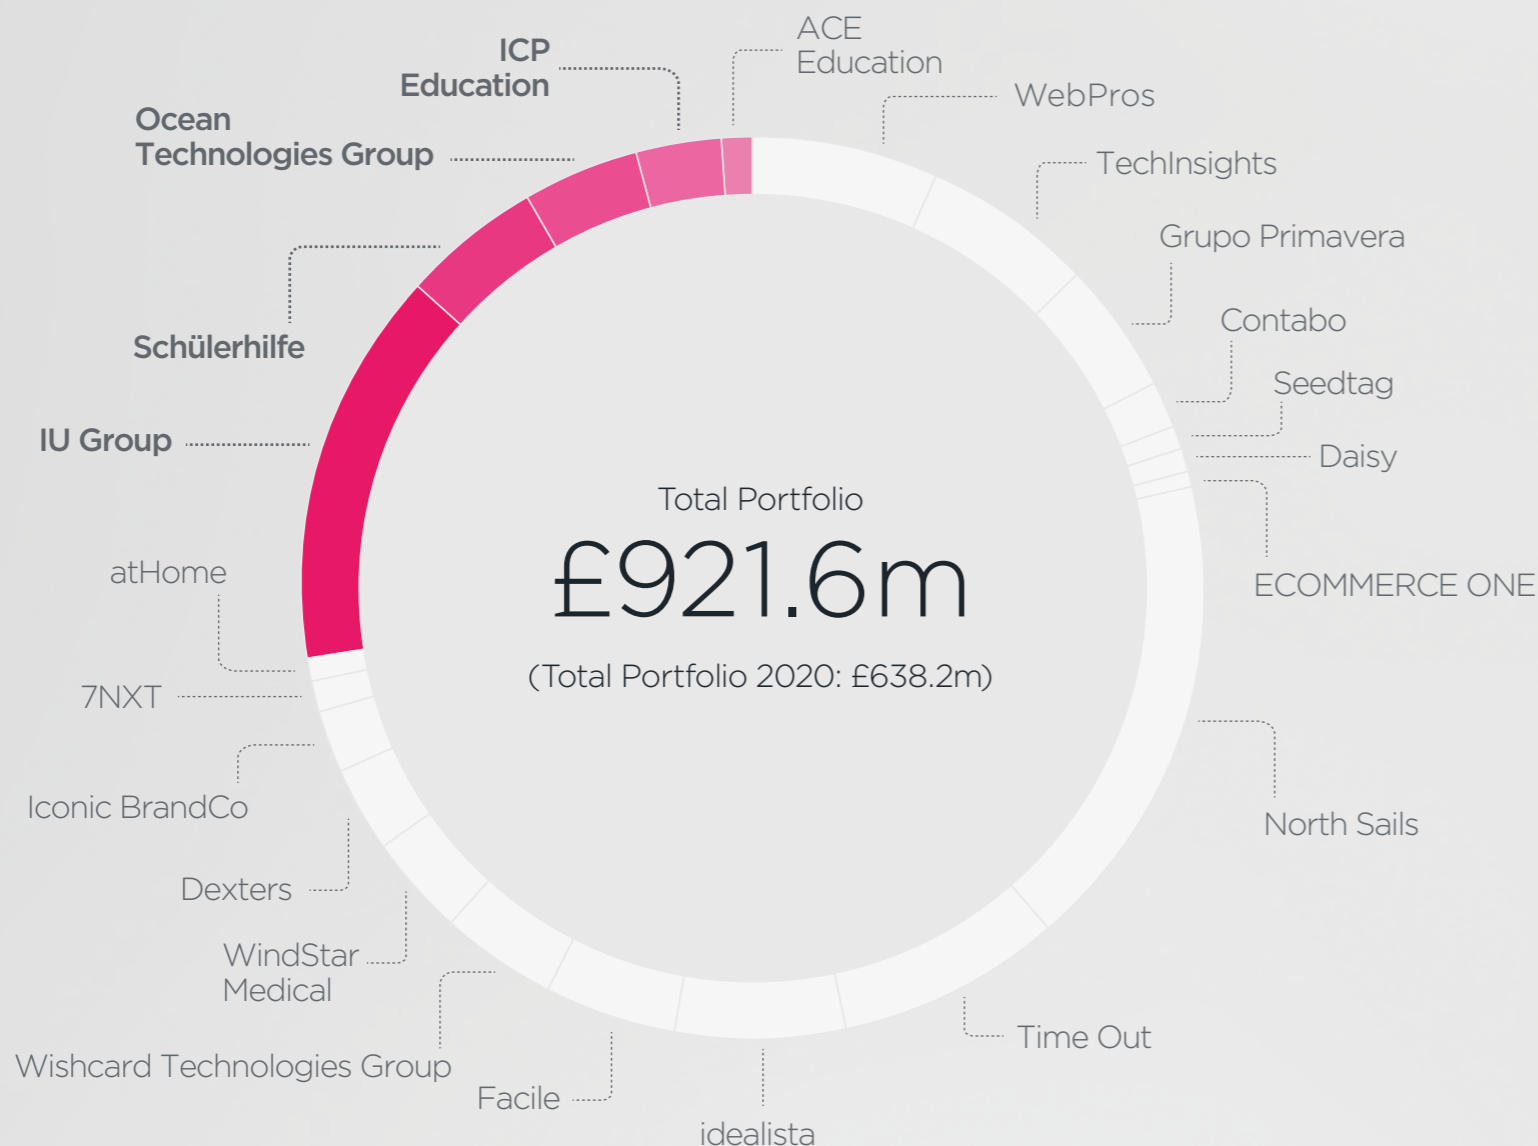 ACE
Education
ICP
Education
WebPros
Ocean
Technologies Group
TechInsights
Grupo Primavera
Contabo
Schülerhilfe
Seedtag
IU Group
Daisy
Total Portfolio
£921.6m
(Total Portfolio 2020: £638.2m)
atHome
ECOMMERCE ONE
7NXT
Iconic BrandCo
North Sails
Dexters
WindStar
Medical
Time Out
Wishcard Technologies Group
Facile
idealista